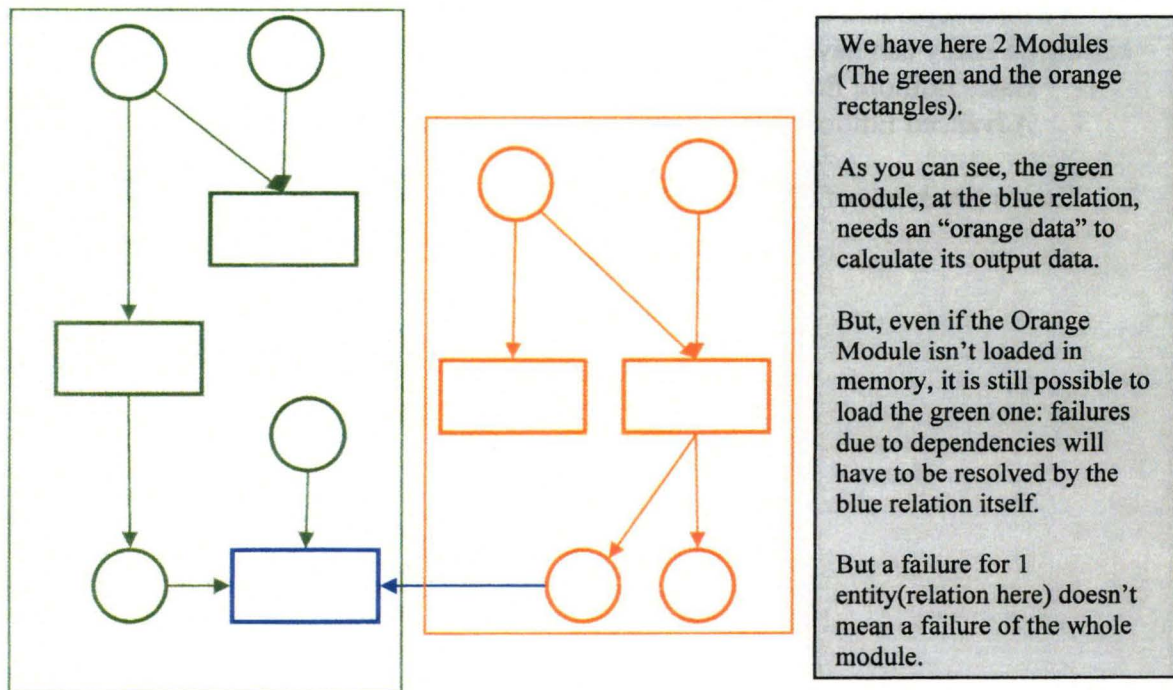 We have here 2 Modules
(The green and the orange
rectangles).
As you can see, the green
module, at the blue relation,
needs an “orange data” to
calculate its output data.
But, even if the Orange
Module isn’t loaded in
memory, it is still possible to
load the green one: failures
due to dependencies will
have to be resolved by the
blue relation itself.
But a failure for 1
entity(relation here) doesn’t
mean a failure of the whole
module.